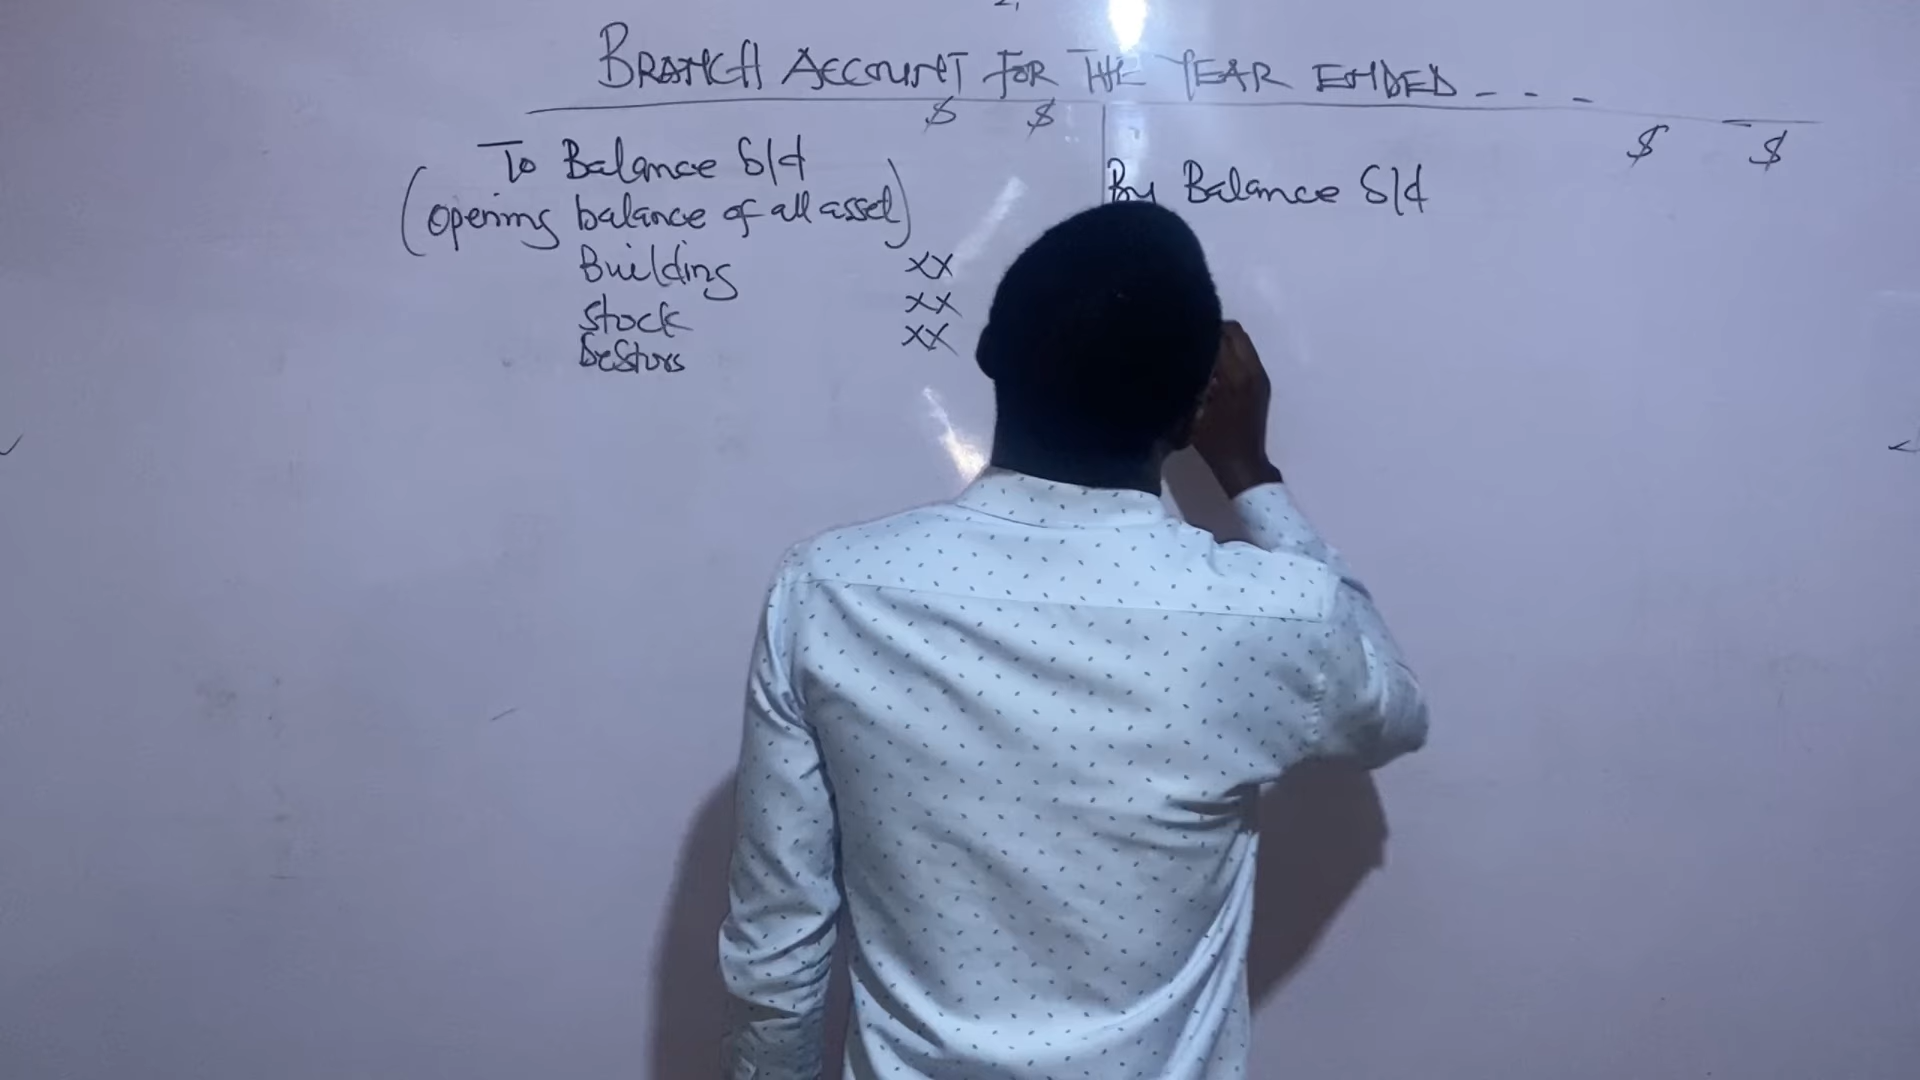 BRANCH ACCOUNT FOR THE YEAR ENDED - - -
$ $
$ $
To Balance b/d
(opening balance of all asset)
Building xx
Stock xx
Debtors xx
By Balance b/d